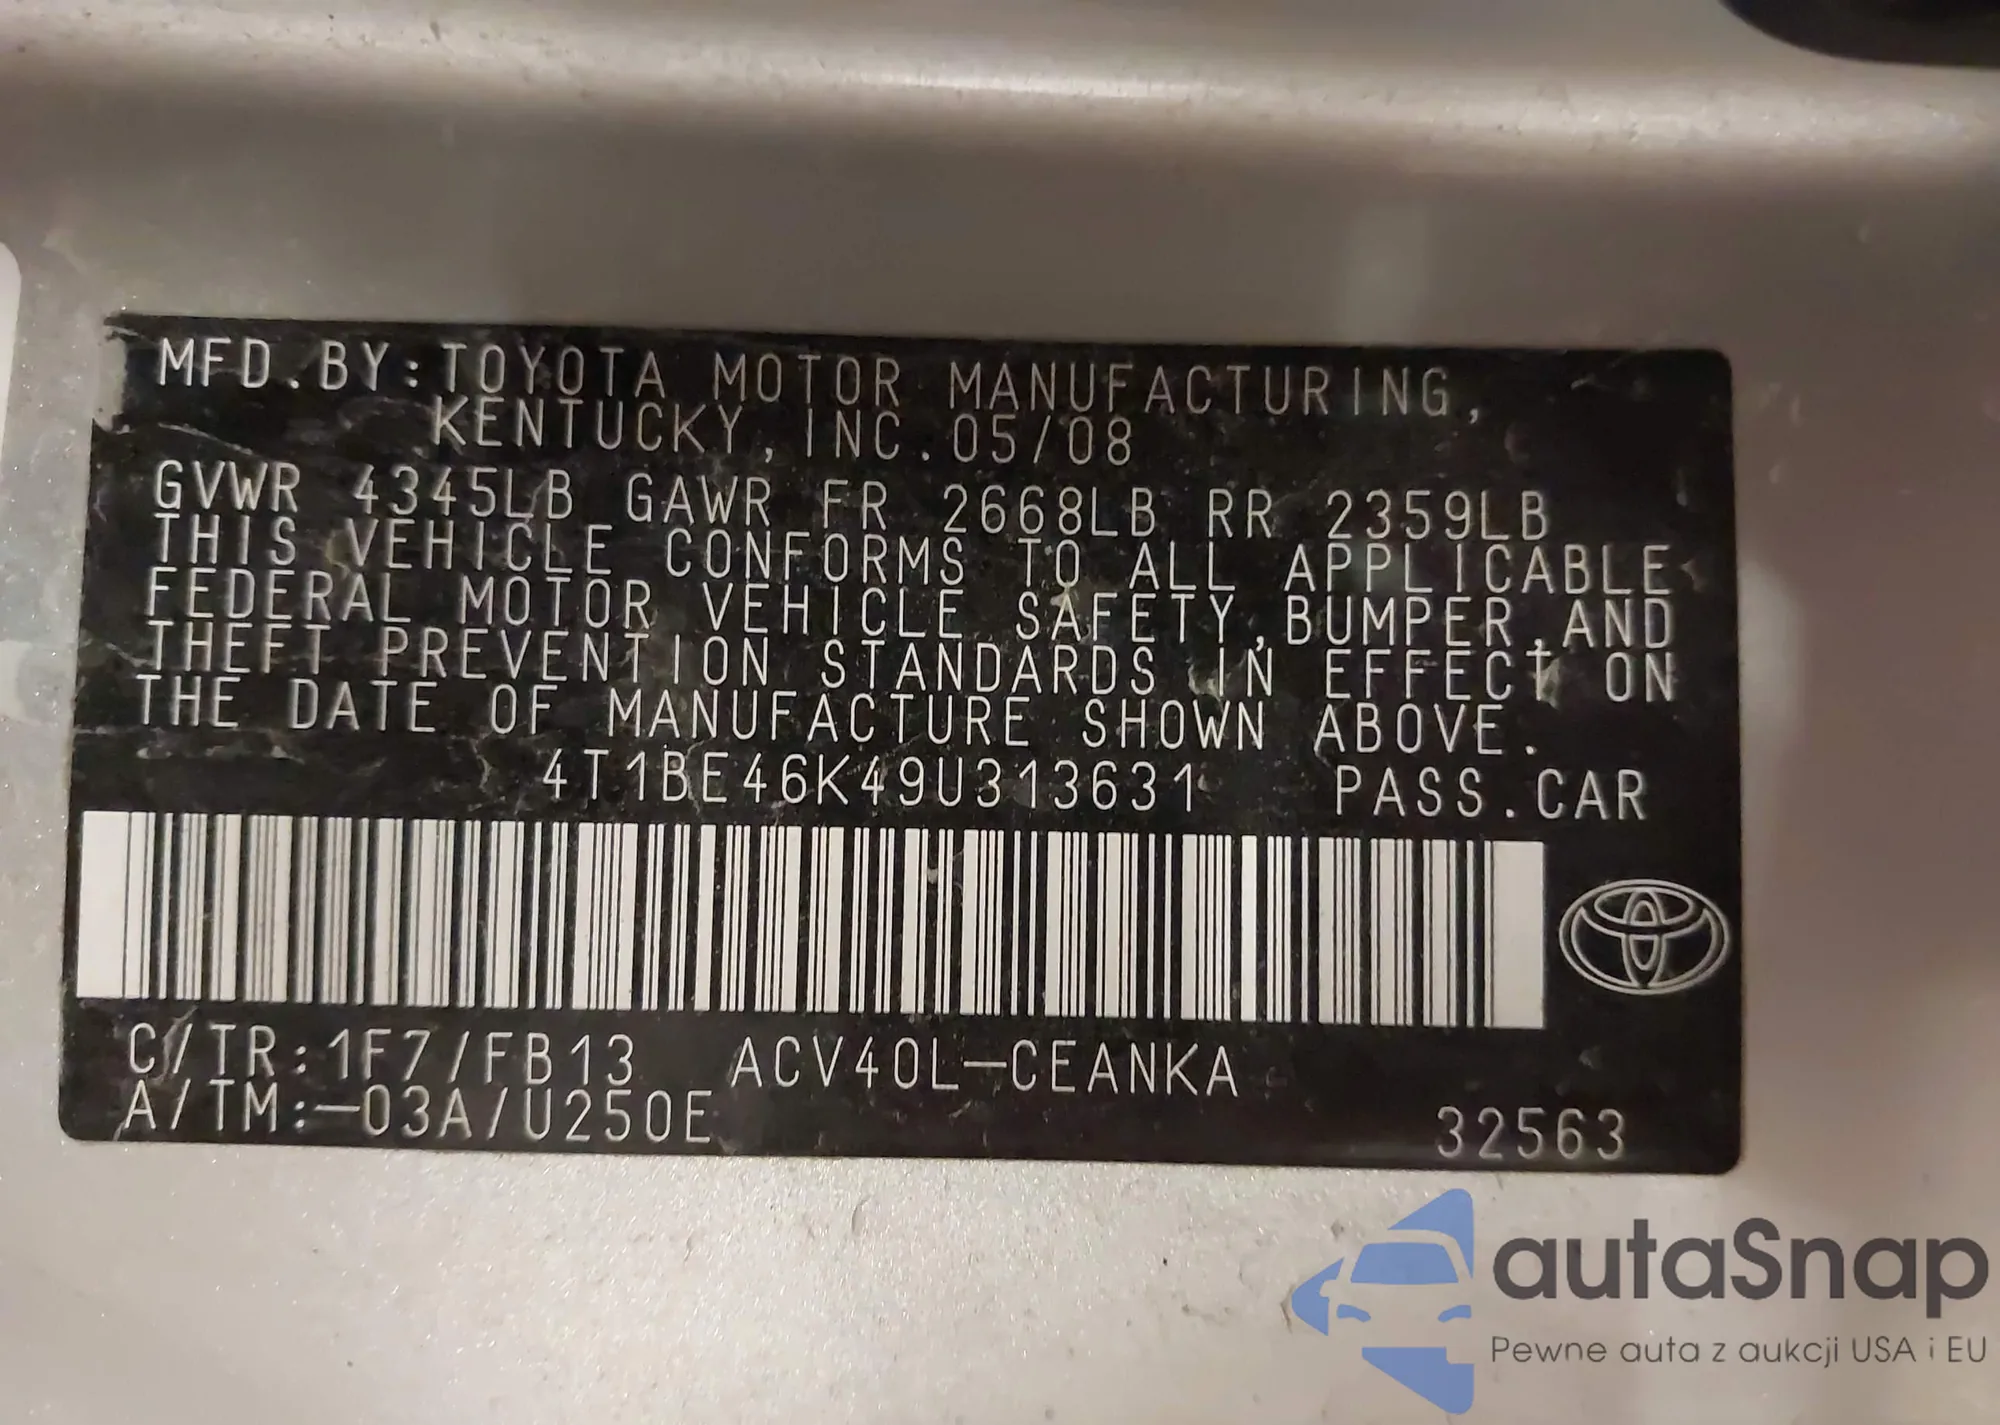 MFD.BY:TOYOTA MOTOR MANUFACTURING,
KENTUCKY, INC.05/08
GVWR 4345LB GAWR FR 2668LB RR 2359LB
THIS VEHICLE CONFORMS TO ALL APPLICABLE
FEDERAL MOTOR VEHICLE SAFETY,BUMPER,AND
THEFT PREVENTION STANDARDS IN EFFECT ON
THE DATE OF MANUFACTURE SHOWN ABOVE.
4T1BE46K49U313631 PASS.CAR
C/TR:1F7/FB13 ACV40L-CEANKA
A/TM:-03A/U250E
32563
autaSnap
Pewne auta z aukcji USA i EU